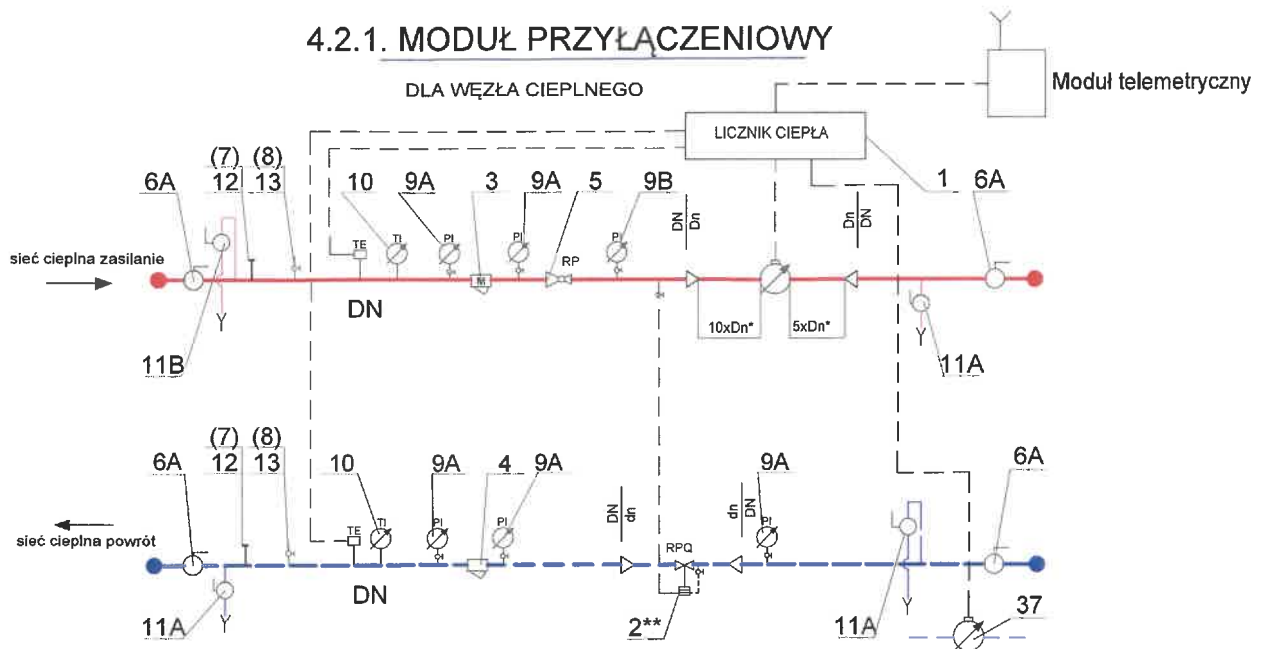 4.2.1. MODUŁ PRZYŁĄCZENIOWY
DLA WĘZŁA CIEPLNEGO
Moduł telemetryczny
LICZNIK CIEPŁA
(7) (8)
6A 12 13 10 9A 3 9A 5 9B DN Dn Dn DN 1 6A
TE TI PI PI RP PI
sieć cieplna zasilanie
M
DN
10xDn* 5xDn*
11B 11A
(7) (8)
6A 12 13 10 9A 4 9A DN dn dn DN 9A 6A
TE TI PI PI RPQ PI
sieć cieplna powrót
DN
11A 2** 11A 37
Y
Y
Y
Y